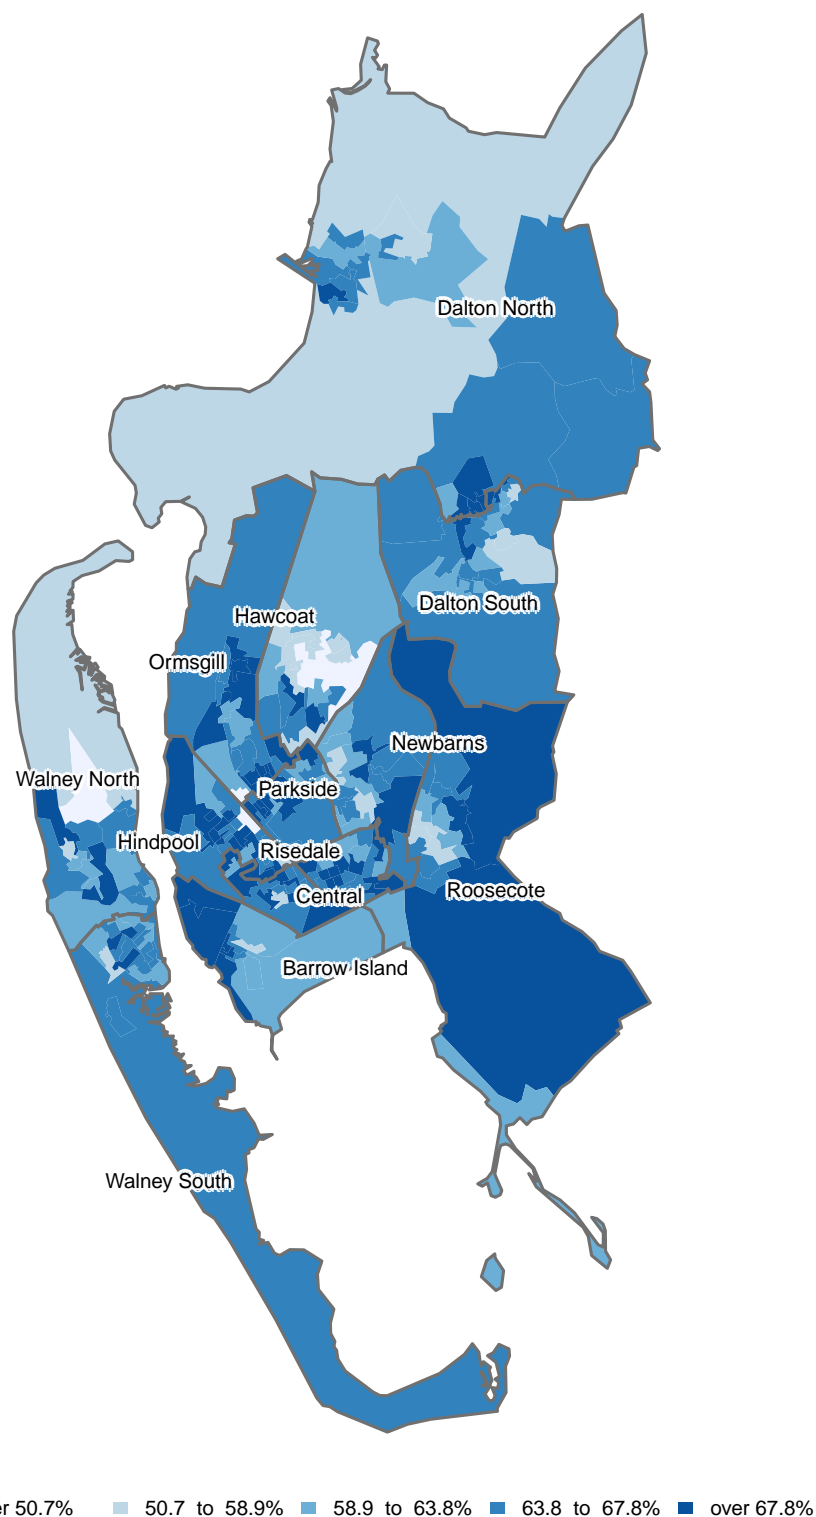 Dalton North
Dalton South
Hawcoat
Ormsgill
Newbarns
Walney North
Parkside
Hindpool
Risedale
Roosecote
Central
Barrow Island
Walney South
er 50.7% 50.7 to 58.9% 58.9 to 63.8% 63.8 to 67.8% over 67.8%